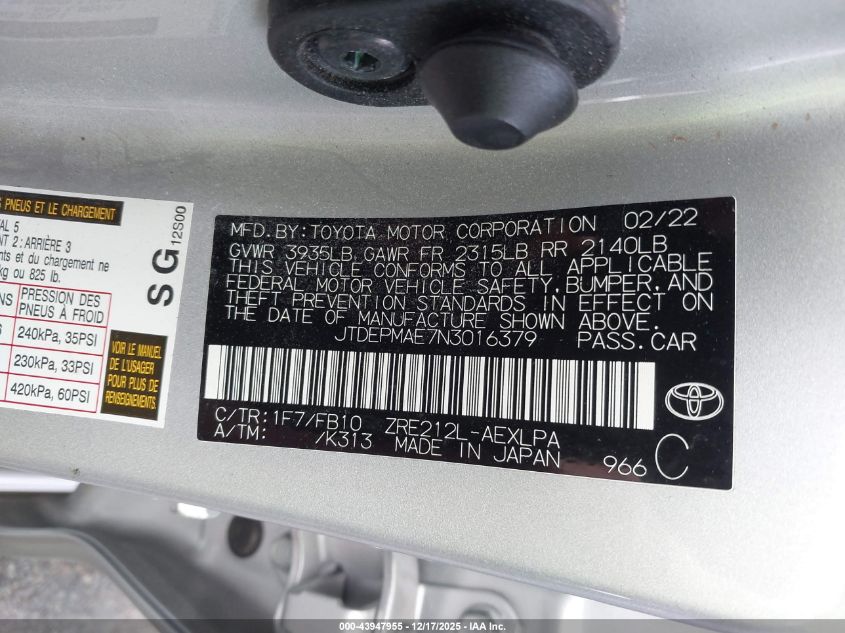 S PNEUS ET LE CHARGEMENT
AL 5
NT 2 : ARRIÈRE 3
ents et du chargement ne
kg ou 825 lb.
NS PRESSION DES
PNEUS À FROID
240kPa, 35PSI
230kPa, 33PSI
420kPa, 60PSI
VOIR LE MANUEL
DE L'USAGER
POUR PLUS DE
RENSEIGNEMENTS.
SG
12S00
MFD. BY: TOYOTA MOTOR CORPORATION 02/22
GVWR 3935LB GAWR FR 2315LB RR 2140LB
THIS VEHICLE CONFORMS TO ALL APPLICABLE
FEDERAL MOTOR VEHICLE SAFETY, BUMPER, AND
THEFT PREVENTION STANDARDS IN EFFECT ON
THE DATE OF MANUFACTURE SHOWN ABOVE.
JTDEPMAE7N3016379 PASS. CAR
C/TR: 1F7/FB10 ZRE212L-AEXLPA
A/TM: /K313 MADE IN JAPAN 966 C
000-43947955 - 12/17/2025 - IAA Inc.